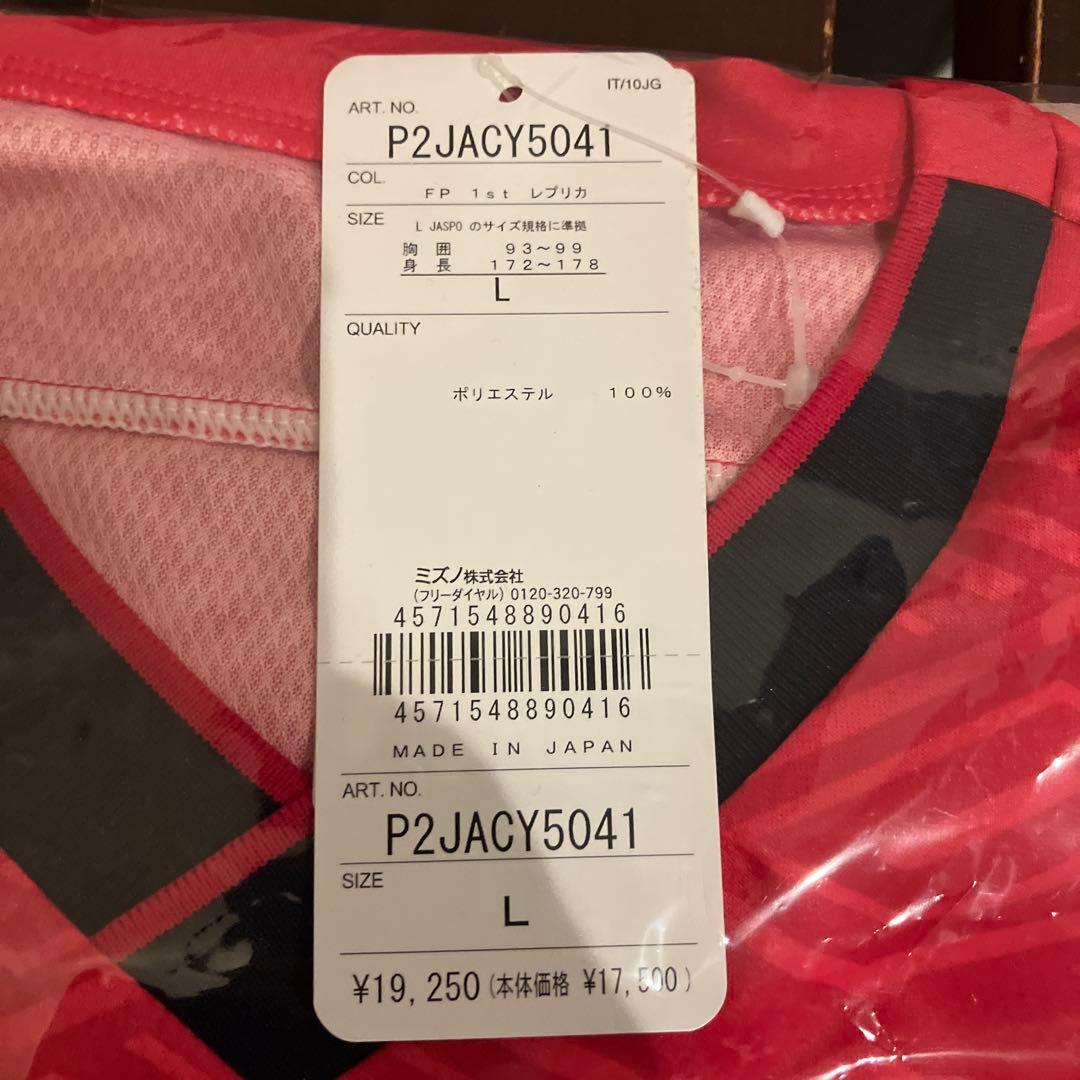 IT/10JG
ART. NO.
P2JACY5041
COL.
FP 1st レプリカ
SIZE
L JASPO のサイズ規格に準拠
胸囲 93～99
身長 172～178
L
QUALITY
ポリエステル 100%
ミズノ株式会社
(フリーダイヤル) 0120-320-799
4571548890416
4571548890416
MADE IN JAPAN
ART. NO.
P2JACY5041
SIZE
L
¥19,250(本体価格 ¥17,500)